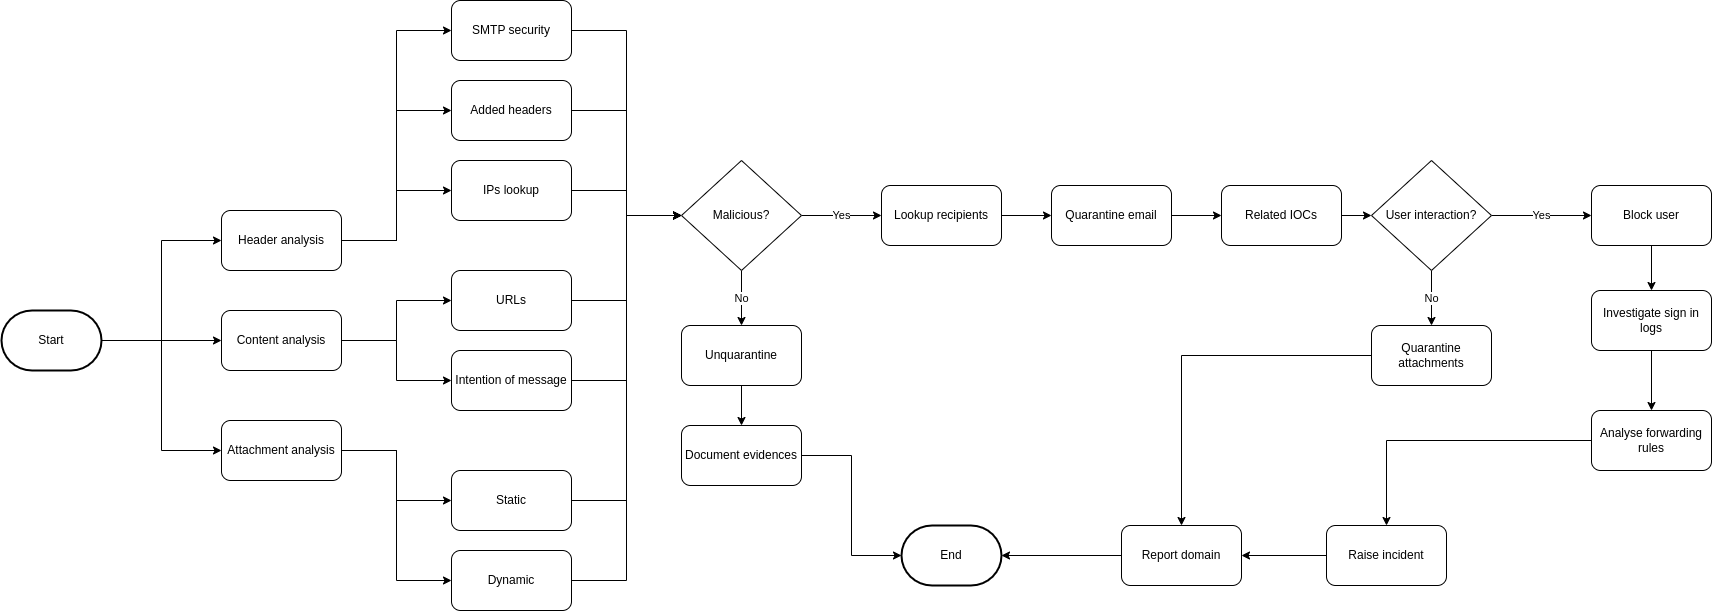 Start
Header analysis
Content analysis
Attachment analysis
SMTP security
Added headers
IPs lookup
URLs
Intention of message
Static
Dynamic
Malicious?
Yes
No
Unquarantine
Document evidences
Lookup recipients
Quarantine email
Related IOCs
User interaction?
Yes
No
Quarantine
attachments
Block user
Investigate sign in
logs
Analyse forwarding
rules
Raise incident
Report domain
End